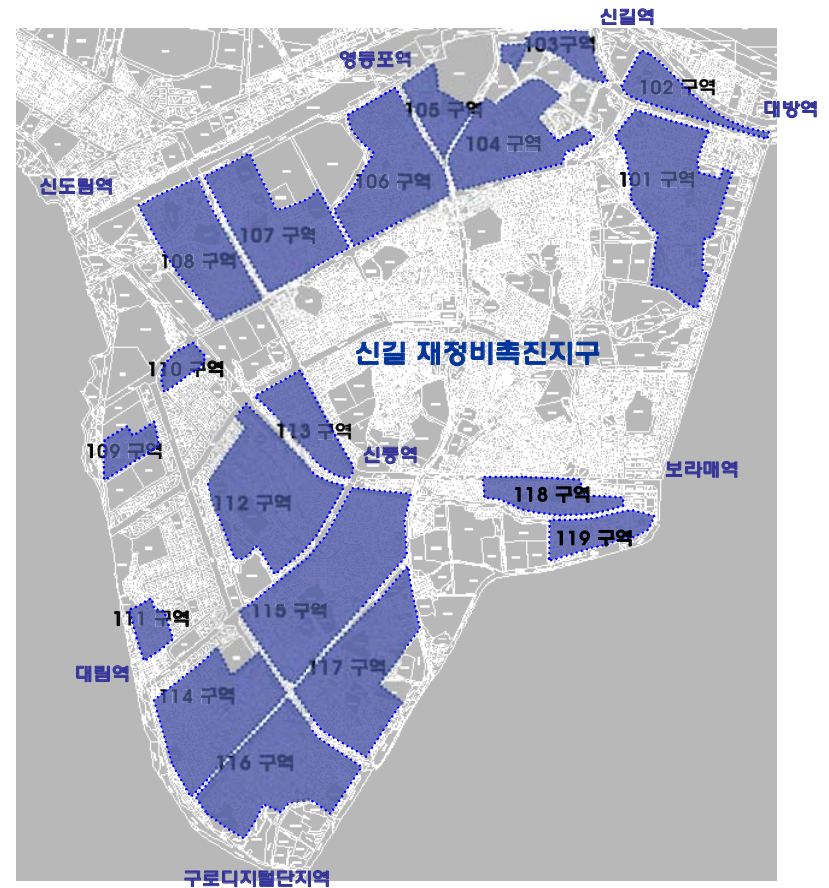 신길역
103구역
영등포역
102 구역
105 구역
대방역
104 구역
101 구역
106 구역
신도림역
107 구역
108 구역
신길 재정비촉진지구
110 구역
113 구역
109 구역
신풍역
보라매역
118 구역
112 구역
119 구역
115 구역
111 구역
117 구역
대림역
114 구역
116 구역
구로디지털단지역